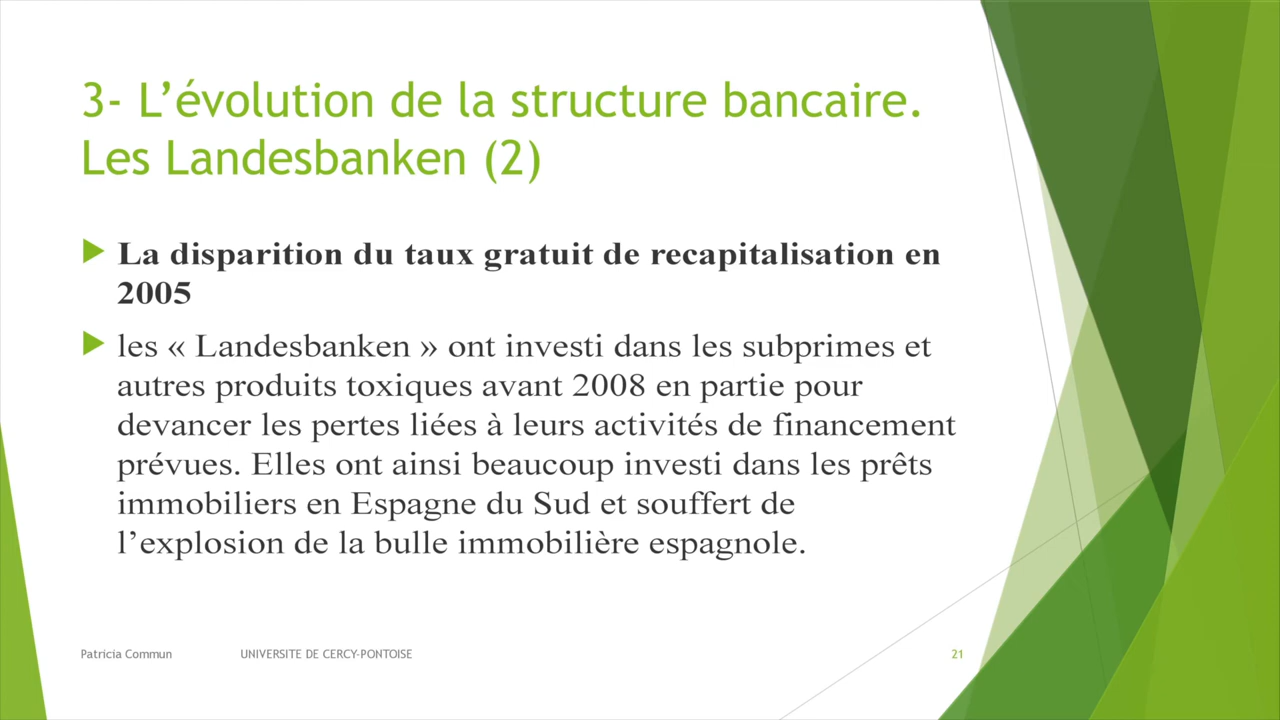 3- L’évolution de la structure bancaire.
Les Landesbanken (2)
La disparition du taux gratuit de recapitalisation en
2005
les « Landesbanken » ont investi dans les subprimes et
autres produits toxiques avant 2008 en partie pour
devancer les pertes liées à leurs activités de financement
prévues. Elles ont ainsi beaucoup investi dans les prêts
immobiliers en Espagne du Sud et souffert de
l’explosion de la bulle immobilière espagnole.
Patricia Commun UNIVERSITE DE CERCY-PONTOISE 21